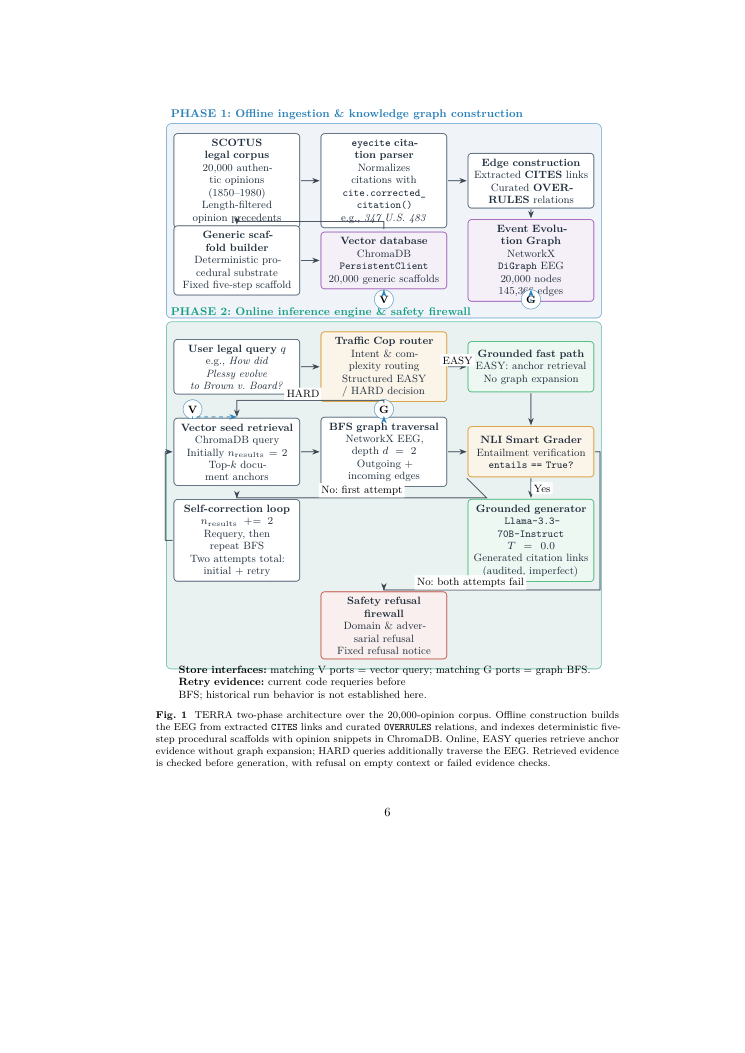 PHASE 1: Offline ingestion & knowledge graph construction
SCOTUS
legal corpus
20,000 authen-
tic opinions
(1850–1980)
Length-filtered
opinion precedents
eyecite cita-
tion parser
Normalizes
citations with
cite.corrected_
citation()
e.g., 347 U.S. 483
Edge construction
Extracted CITES links
Curated OVER-
RULES relations
Generic scaf-
fold builder
Deterministic pro-
cedural substrate
Fixed five-step scaffold
Vector database
ChromaDB
PersistentClient
20,000 generic scaffolds
V
Event Evolu-
tion Graph
NetworkX
DiGraph EEG
20,000 nodes
edges
G
PHASE 2: Online inference engine & safety firewall
User legal query q
e.g., How did
Plessy evolve
to Brown v. Board?
Traffic Cop router
Intent & com-
plexity routing
Structured EASY
/ HARD decision
EASY
Grounded fast path
EASY: anchor retrieval
No graph expansion
HARD
V
G
Vector seed retrieval
ChromaDB query
Initially nresults = 2
Top-k docu-
ment anchors
BFS graph traversal
NetworkX EEG,
depth d = 2
Outgoing +
incoming edges
NLI Smart Grader
Entailment verification
entails == True?
No: first attempt
Yes
Self-correction loop
nresults += 2
Requery, then
repeat BFS
Two attempts total:
initial + retry
Grounded generator
Llama-3.3-
70B-Instruct
T = 0.0
Generated citation links
(audited, imperfect)
No: both attempts fail
Safety refusal
firewall
Domain & adver-
sarial refusal
Fixed refusal notice
Store interfaces: matching V ports = vector query; matching G ports = graph BFS.
Retry evidence: current code requeries before
BFS; historical run behavior is not established here.
Fig. 1 TERRA two-phase architecture over the 20,000-opinion corpus. Offline construction builds
the EEG from extracted CITES links and curated OVERRULES relations, and indexes deterministic five-
step procedural scaffolds with opinion snippets in ChromaDB. Online, EASY queries retrieve anchor
evidence without graph expansion; HARD queries additionally traverse the EEG. Retrieved evidence
is checked before generation, with refusal on empty context or failed evidence checks.
6